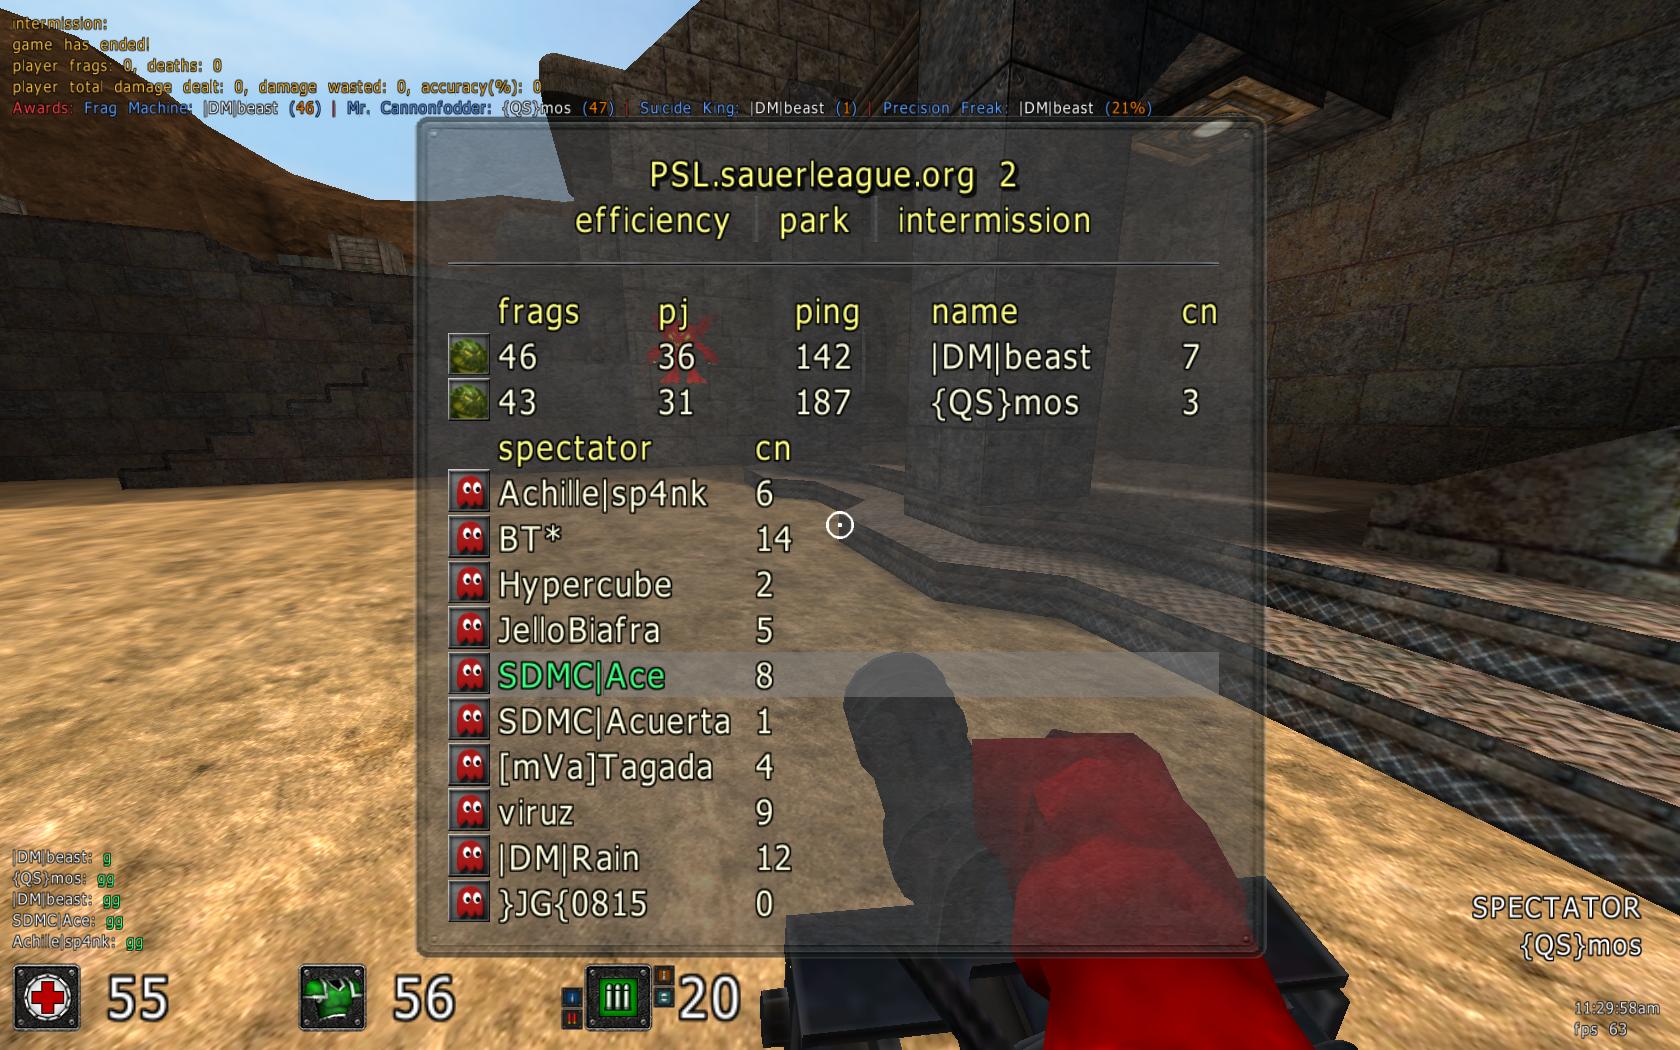 intermission:
game has ended!
player frags: 0, deaths: 0
player total damage dealt: 0, damage wasted: 0, accuracy(%): 0
Awards: Frag Machine: |DM|beast (46) | Mr. Cannonfodder: {QS}mos (47) | Suicide King: |DM|beast (1) | Precision Freak: |DM|beast (21%)
PSL.sauerleague.org 2
efficiency park intermission
frags pj ping name cn
46 36 142 |DM|beast 7
43 31 187 {QS}mos 3
spectator cn
Achille|sp4nk 6
BT* 14
Hypercube 2
JelloBiafra 5
SDMC|Ace 8
SDMC|Acuerta 1
[mVa]Tagada 4
viruz 9
|DM|Rain 12
}JG{0815 0
|DM|beast: g
{QS}mos: gg
|DM|beast: gg
SDMC|Ace: gg
Achille|sp4nk: gg
SPECTATOR
{QS}mos
55 56 20
11:29:58am
fps 63